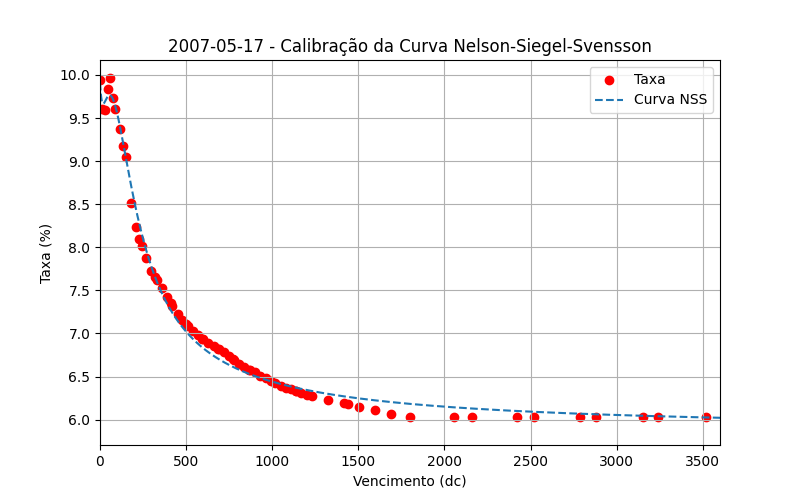 2007-05-17 - Calibração da Curva Nelson-Siegel-Svensson
Taxa
Curva NSS
Taxa (%)
10.0
9.5
9.0
8.5
8.0
7.5
7.0
6.5
6.0
0 500 1000 1500 2000 2500 3000 3500
Vencimento (dc)